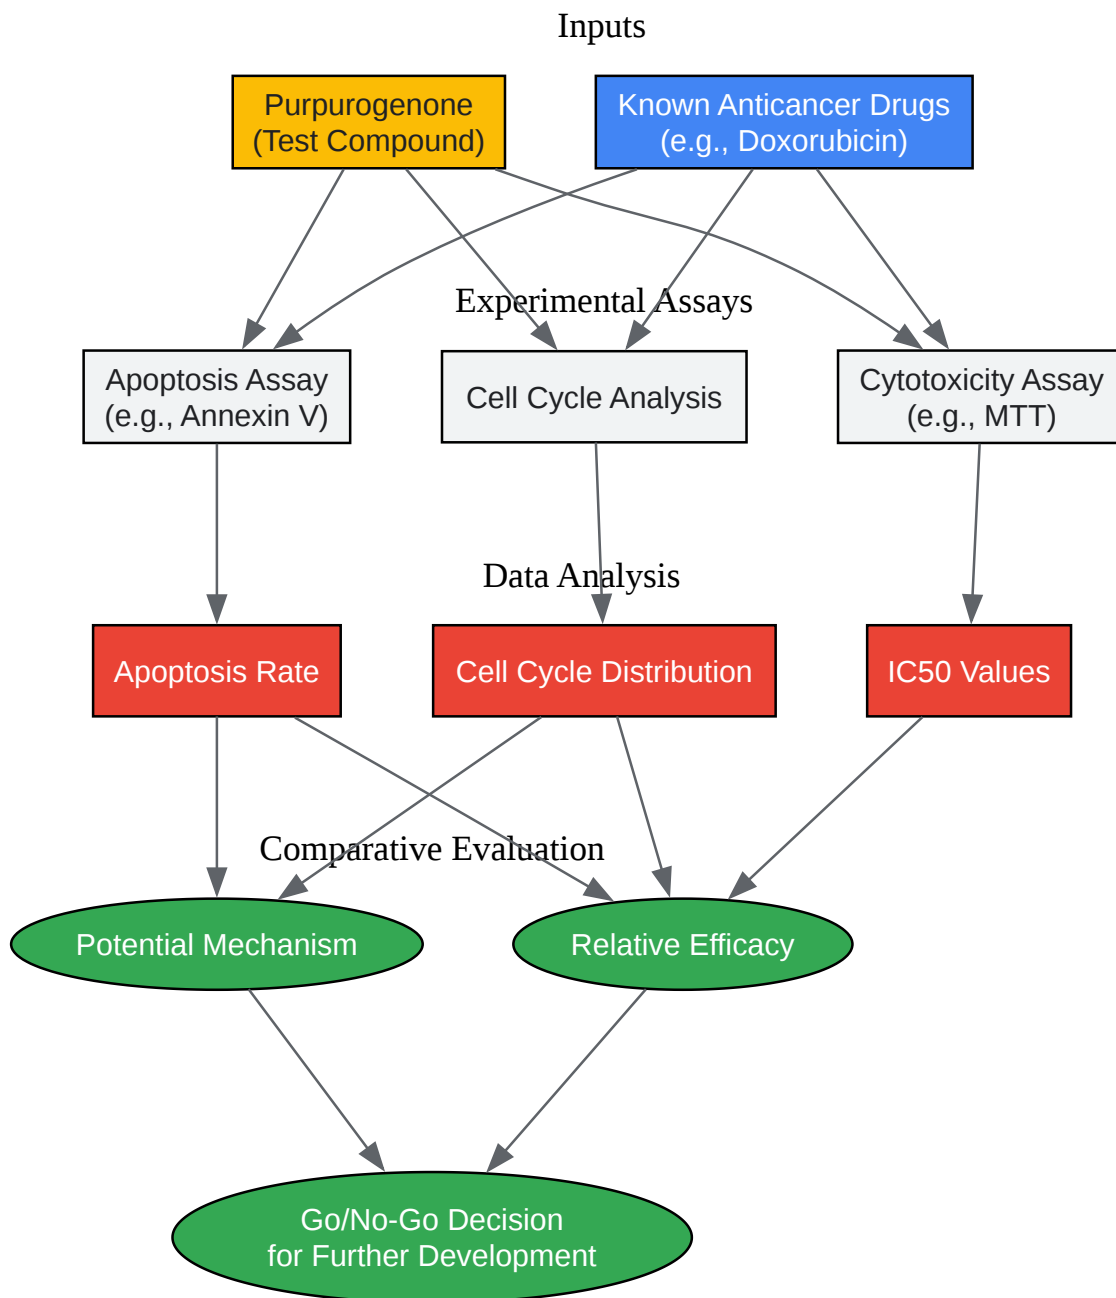 Inputs
Purpurogenone
(Test Compound)
Known Anticancer Drugs
(e.g., Doxorubicin)
Experimental Assays
Apoptosis Assay
(e.g., Annexin V)
Cell Cycle Analysis
Cytotoxicity Assay
(e.g., MTT)
Data Analysis
Apoptosis Rate
Cell Cycle Distribution
IC50 Values
Comparative Evaluation
Potential Mechanism
Relative Efficacy
Go/No-Go Decision
for Further Development